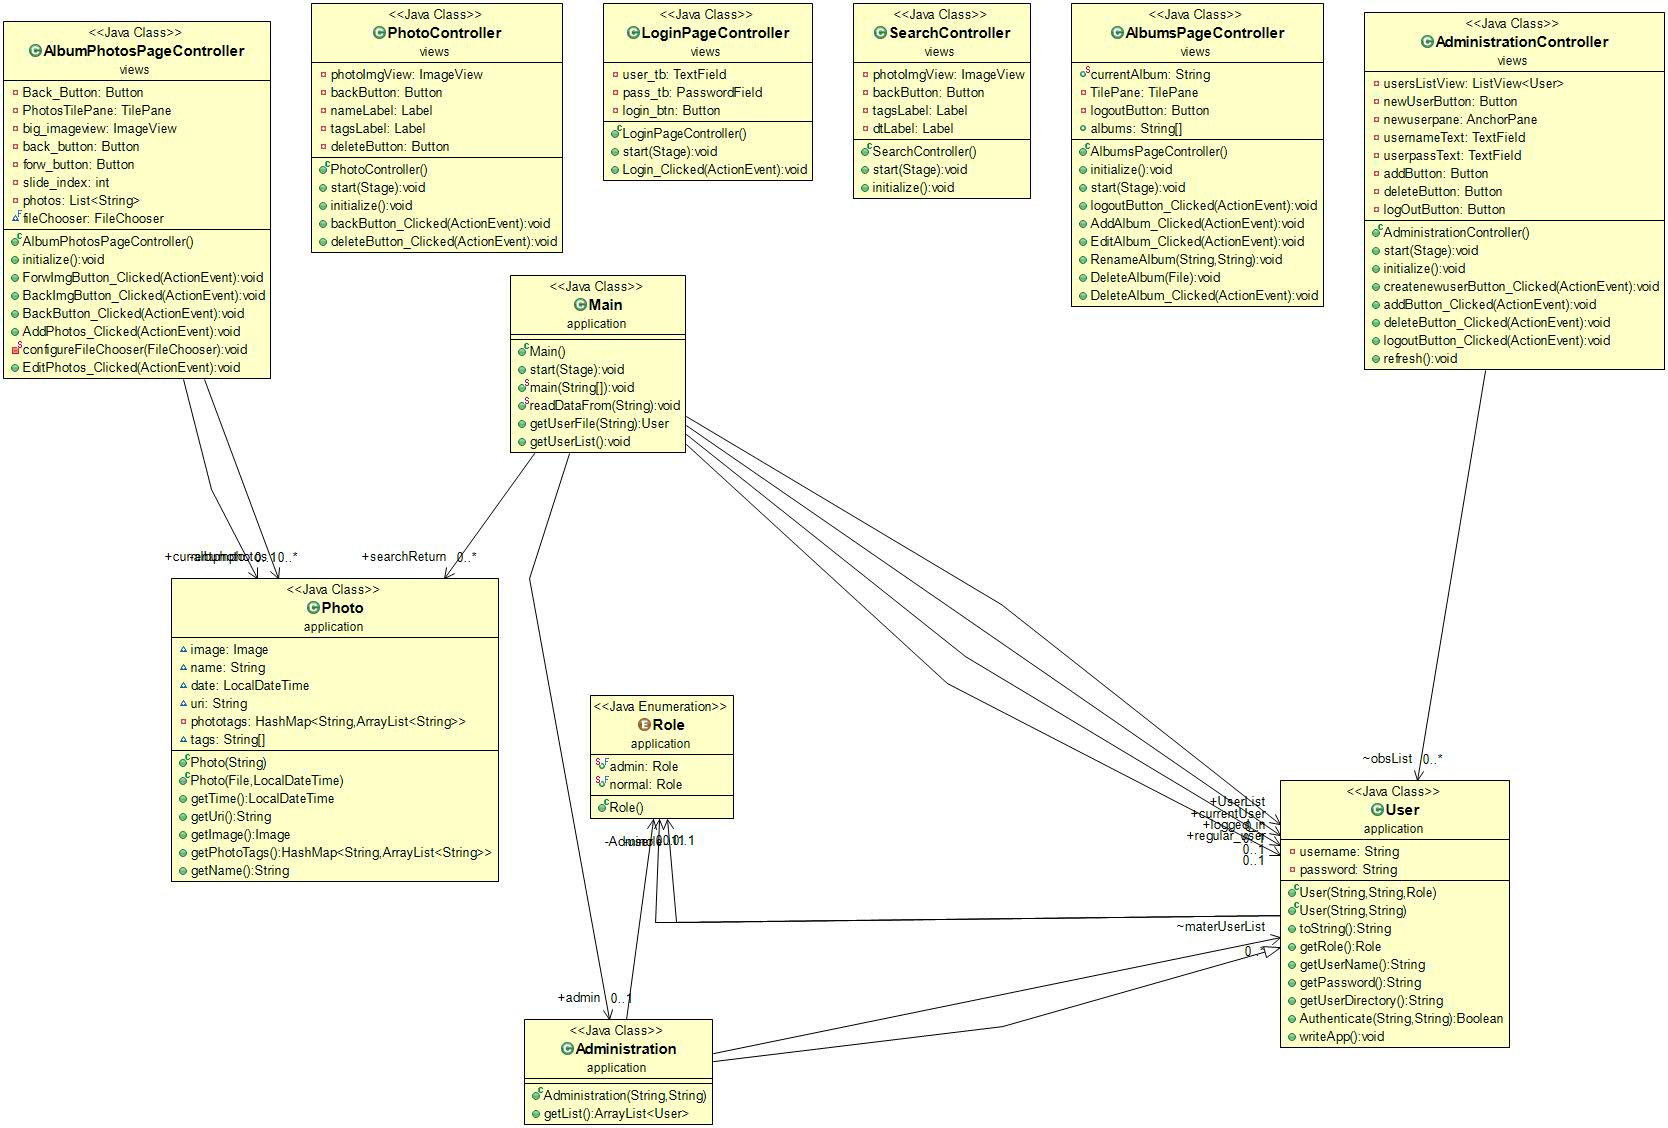 <<Java Class>>
AlbumPhotosPageController
views
Back_Button: Button
PhotosTilePane: TilePane
big_imageview: ImageView
back_button: Button
forw_button: Button
slide_index: int
photos: List<String>
fileChooser: FileChooser
AlbumPhotosPageController()
initialize():void
ForwImgButton_Clicked(ActionEvent):void
BackImgButton_Clicked(ActionEvent):void
BackButton_Clicked(ActionEvent):void
AddPhotos_Clicked(ActionEvent):void
configureFileChooser(FileChooser):void
EditPhotos_Clicked(ActionEvent):void
<<Java Class>>
PhotoController
views
photoImgView: ImageView
backButton: Button
nameLabel: Label
tagsLabel: Label
deleteButton: Button
PhotoController()
start(Stage):void
initialize():void
backButton_Clicked(ActionEvent):void
deleteButton_Clicked(ActionEvent):void
<<Java Class>>
LoginPageController
views
user_tb: TextField
pass_tb: PasswordField
login_btn: Button
LoginPageController()
start(Stage):void
Login_Clicked(ActionEvent):void
<<Java Class>>
SearchController
views
photoImgView: ImageView
backButton: Button
tagsLabel: Label
dtLabel: Label
SearchController()
start(Stage):void
initialize():void
<<Java Class>>
AlbumsPageController
views
currentAlbum: String
TilePane: TilePane
logoutButton: Button
albums: String[]
AlbumsPageController()
initialize():void
start(Stage):void
logoutButton_Clicked(ActionEvent):void
AddAlbum_Clicked(ActionEvent):void
EditAlbum_Clicked(ActionEvent):void
RenameAlbum(String,String):void
DeleteAlbum(File):void
DeleteAlbum_Clicked(ActionEvent):void
<<Java Class>>
AdministrationController
views
usersListView: ListView<User>
newUserButton: Button
newuserpane: AnchorPane
usernameText: TextField
userpassText: TextField
addButton: Button
deleteButton: Button
logOutButton: Button
AdministrationController()
start(Stage):void
initialize():void
createnewuserButton_Clicked(ActionEvent):void
addButton_Clicked(ActionEvent):void
deleteButton_Clicked(ActionEvent):void
logoutButton_Clicked(ActionEvent):void
refresh():void
<<Java Class>>
Main
application
Main()
start(Stage):void
main(String[]):void
readDataFrom(String):void
getUserFile(String):User
getUserList():void
0..*
+searchReturn 0..*
<<Java Class>>
Photo
application
image: Image
name: String
date: LocalDateTime
uri: String
phototags: HashMap<String,ArrayList<String>>
tags: String[]
Photo(String)
Photo(File,LocalDateTime)
getTime():LocalDateTime
getUri():String
getImage():Image
getPhotoTags():HashMap<String,ArrayList<String>>
getName():String
<<Java Enumeration>>
Role
application
admin: Role
normal: Role
Role()
~obsList 0..*
+UserList
+currentUser
+logged_in
+regular_user
0..1
0..1
<<Java Class>>
User
application
username: String
password: String
User(String,String,Role)
User(String,String)
toString():String
getRole():Role
getUserName():String
getPassword():String
getUserDirectory():String
Authenticate(String,String):Boolean
writeApp():void
~materUserList
0..*
+admin 0..1
<<Java Class>>
Administration
application
Administration(String,String)
getList():ArrayList<User>